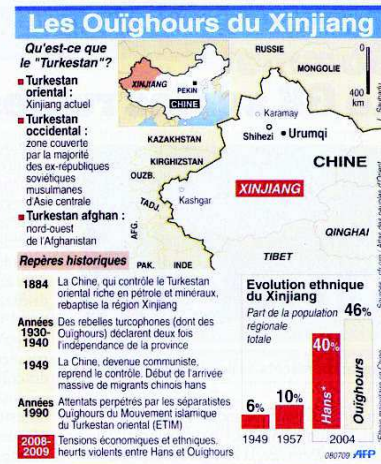 Les Ouïghours du Xinjiang
Qu'est-ce que
le "Turkestan"?
Turkestan
oriental :
Xinjiang actuel
Turkestan
occidental :
zone couverte
par la majorité
des ex-républiques
soviétiques
musulmanes
d'Asie centrale
Turkestan afghan :
nord-ouest
de l'Afghanistan
XINJIANG
PEKIN
CHINE
RUSSIE
MONGOLIE
0
400
km
KAZAKHSTAN
KIRGHIZSTAN
OUZB.
TADJ.
AFG.
PAK.
INDE
Karamay
Shihezi
Urumqi
CHINE
XINJIANG
Kashgar
QINGHAI
TIBET
Repères historiques
1884
La Chine, qui contrôle le Turkestan
oriental riche en pétrole et minéraux,
rebaptise la région Xinjiang
Années
1930-
1940
Des rebelles turcophones (dont des
Ouïghours) déclarent deux fois
l'indépendance de la province
1949
La Chine, devenue communiste,
reprend le contrôle. Début de l'arrivée
massive de migrants chinois hans
Années
1990
Attentats perpétrés par les séparatistes
Ouïghours du Mouvement islamique
du Turkestan oriental (ETIM)
2008-
2009
Tensions économiques et ethniques,
heurts violents entre Hans et Ouïghours
Evolution ethnique
du Xinjiang
Part de la population
régionale
totale
6%
10%
40%
46%
Hans*
Ouïghours
1949
1957
2004
080709 AFP